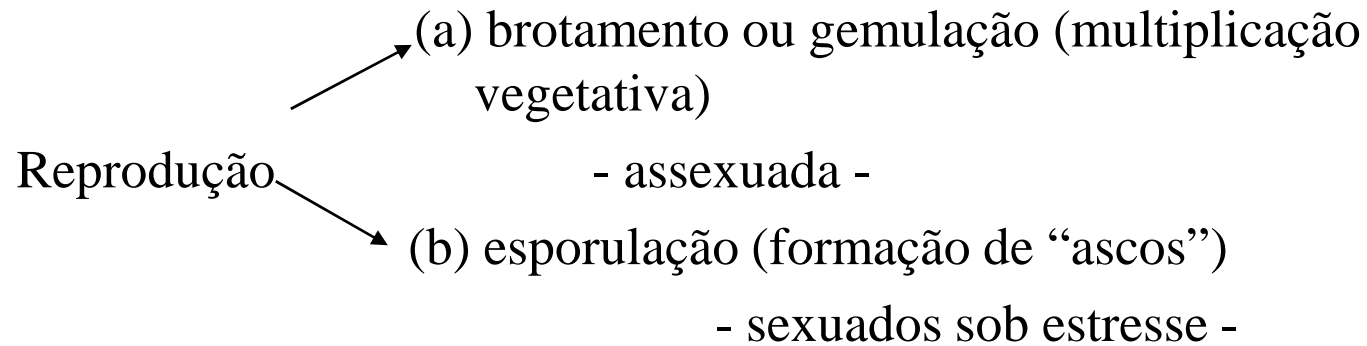 (a) brotamento ou gemulação (multiplicação
vegetativa)
Reprodução - assexuada -
(b) esporulação (formação de “ascos”)
- sexuados sob estresse -